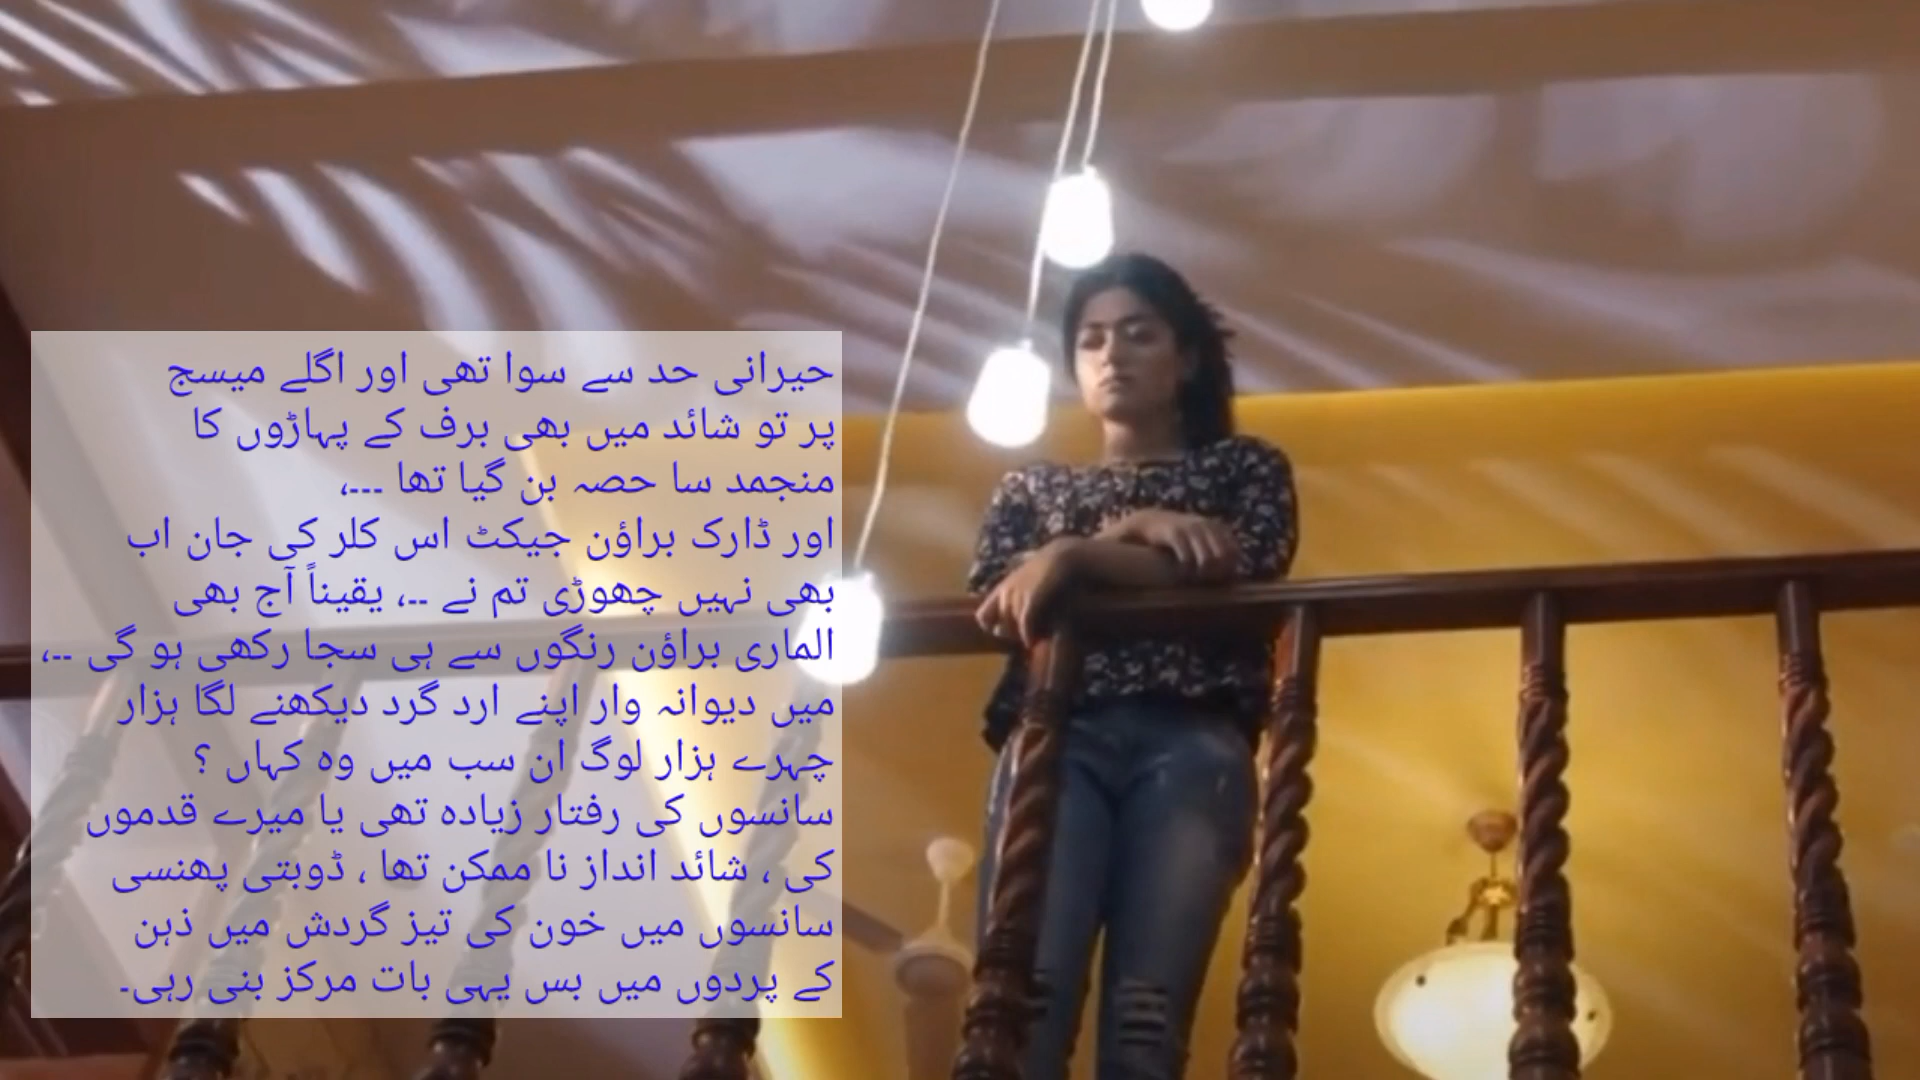 حیرانی حد سے سوا تھی اور اگلے میسج
پر تو شائد میں بھی برف کے پہاڑوں کا
منجمد سا حصہ بن گیا تھا ---،
اور ڈارک براؤن جیکٹ اس کلر کی جان اب
بھی نہیں چھوڑی تم نے --، یقیناً آج بھی
الماری براؤن رنگوں سے ہی سجا رکھی ہو گی --،
میں دیوانہ وار اپنے ارد گرد دیکھنے لگا ہزار
چہرے ہزار لوگ ان سب میں وہ کہاں ؟
سانسوں کی رفتار زیادہ تھی یا میرے قدموں
کی ، شائد انداز نا ممکن تھا ، ڈوبتی پھنسی
سانسوں میں خون کی تیز گردش میں ذہن
کے پردوں میں بس یہی بات مرکز بنی رہی۔